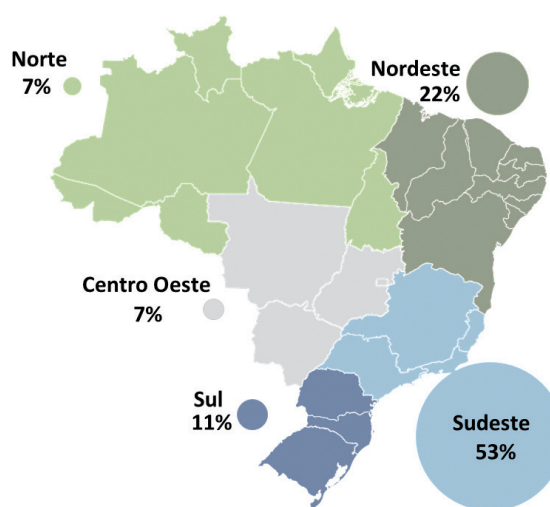 Norte
7%
Nordeste
22%
Centro Oeste
7%
Sul
11%
Sudeste
53%